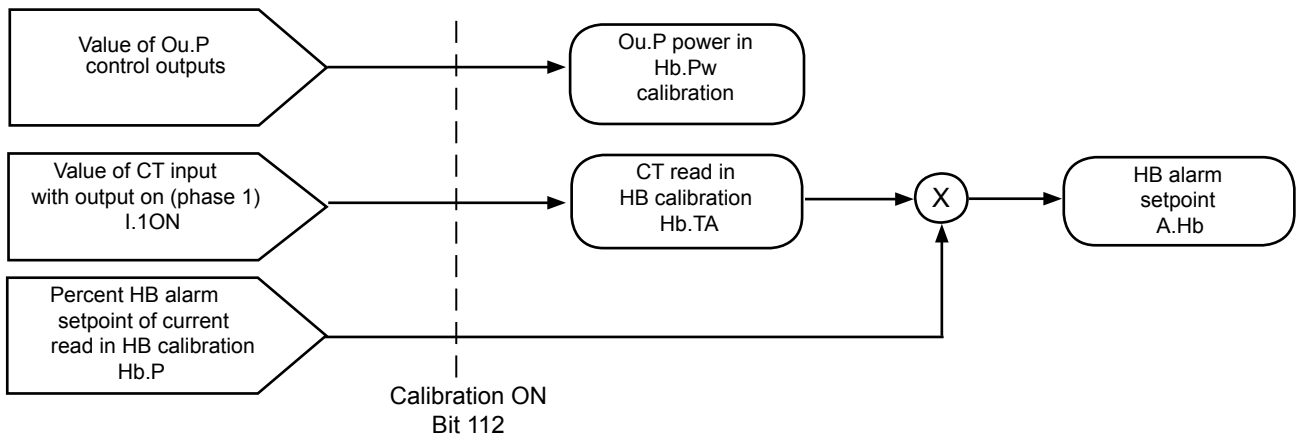 Value of Ou.P
control outputs
Ou.P power in
Hb.Pw
calibration
Value of CT input
with output on (phase 1)
I.1ON
CT read in
HB calibration
Hb.TA
X
HB alarm
setpoint
A.Hb
Percent HB alarm
setpoint of current
read in HB calibration
Hb.P
Calibration ON
Bit 112